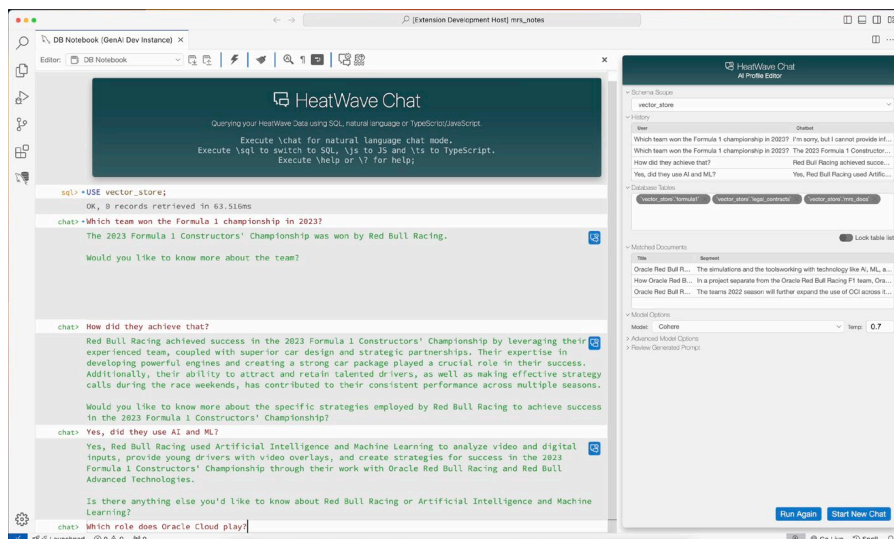 [Extension Development Host] mrs_notes
DB Notebook (GenAI Dev Instance)
Editor: DB Notebook
HeatWave Chat
Querying your HeatWave Data using SQL, natural language or TypeScript/JavaScript.
Execute \chat for natural language chat mode.
Execute \sql to switch to SQL, \js to JS and \ts to TypeScript.
Execute \help or \? for help;
sql> USE vector_store;
OK, 0 records retrieved in 63.516ms
chat> Which team won the Formula 1 championship in 2023?
The 2023 Formula 1 Constructors' Championship was won by Red Bull Racing.
Would you like to know more about the team?
chat> How did they achieve that?
Red Bull Racing achieved success in the 2023 Formula 1 Constructors' Championship by leveraging their
experienced team, coupled with superior car design and strategic partnerships. Their expertise in
developing powerful engines and creating a strong car package played a crucial role in their success.
Additionally, their ability to attract and retain talented drivers, as well as making effective strategy
calls during the race weekends, has contributed to their consistent performance across multiple seasons.
Would you like to know more about the specific strategies employed by Red Bull Racing to achieve success
in the 2023 Formula 1 Constructors' Championship?
chat> Yes, did they use AI and ML?
Yes, Red Bull Racing used Artificial Intelligence and Machine Learning to analyze video and digital
inputs, provide young drivers with video overlays, and create strategies for success in the 2023
Formula 1 Constructors' Championship through their work with Oracle Red Bull Racing and Red Bull
Advanced Technologies.
Is there anything else you'd like to know about Red Bull Racing or Artificial Intelligence and Machine
Learning?
chat> Which role does Oracle Cloud play?
HeatWave Chat
AI Profile Editor
Schema Scope
vector_store
History
User Chatbot
Which team won the Formula 1 championship in 2023? I'm sorry, but I cannot provide inf...
Which team won the Formula 1 championship in 2023? The 2023 Formula 1 Constructor...
How did they achieve that? Red Bull Racing achieved succe...
Yes, did they use AI and ML? Yes, Red Bull Racing used Artific...
Database Tables
`vector_store`.`formula1` `vector_store`.`legal_contracts` `vector_store`.`mrs_docs`
Lock table list
Matched Documents
Title Segment
Oracle Red Bull R... The simulations and the toolsworking with technology like AI, ML, a...
How Oracle Red B... In a project separate from the Oracle Red Bull Racing F1 team, Ora...
Oracle Red Bull R... The teams 2022 season will further expand the use of OCI across it...
Model Options
Model: Cohere Temp: 0.7
Advanced Model Options
Review Generated Prompt
Run Again Start New Chat